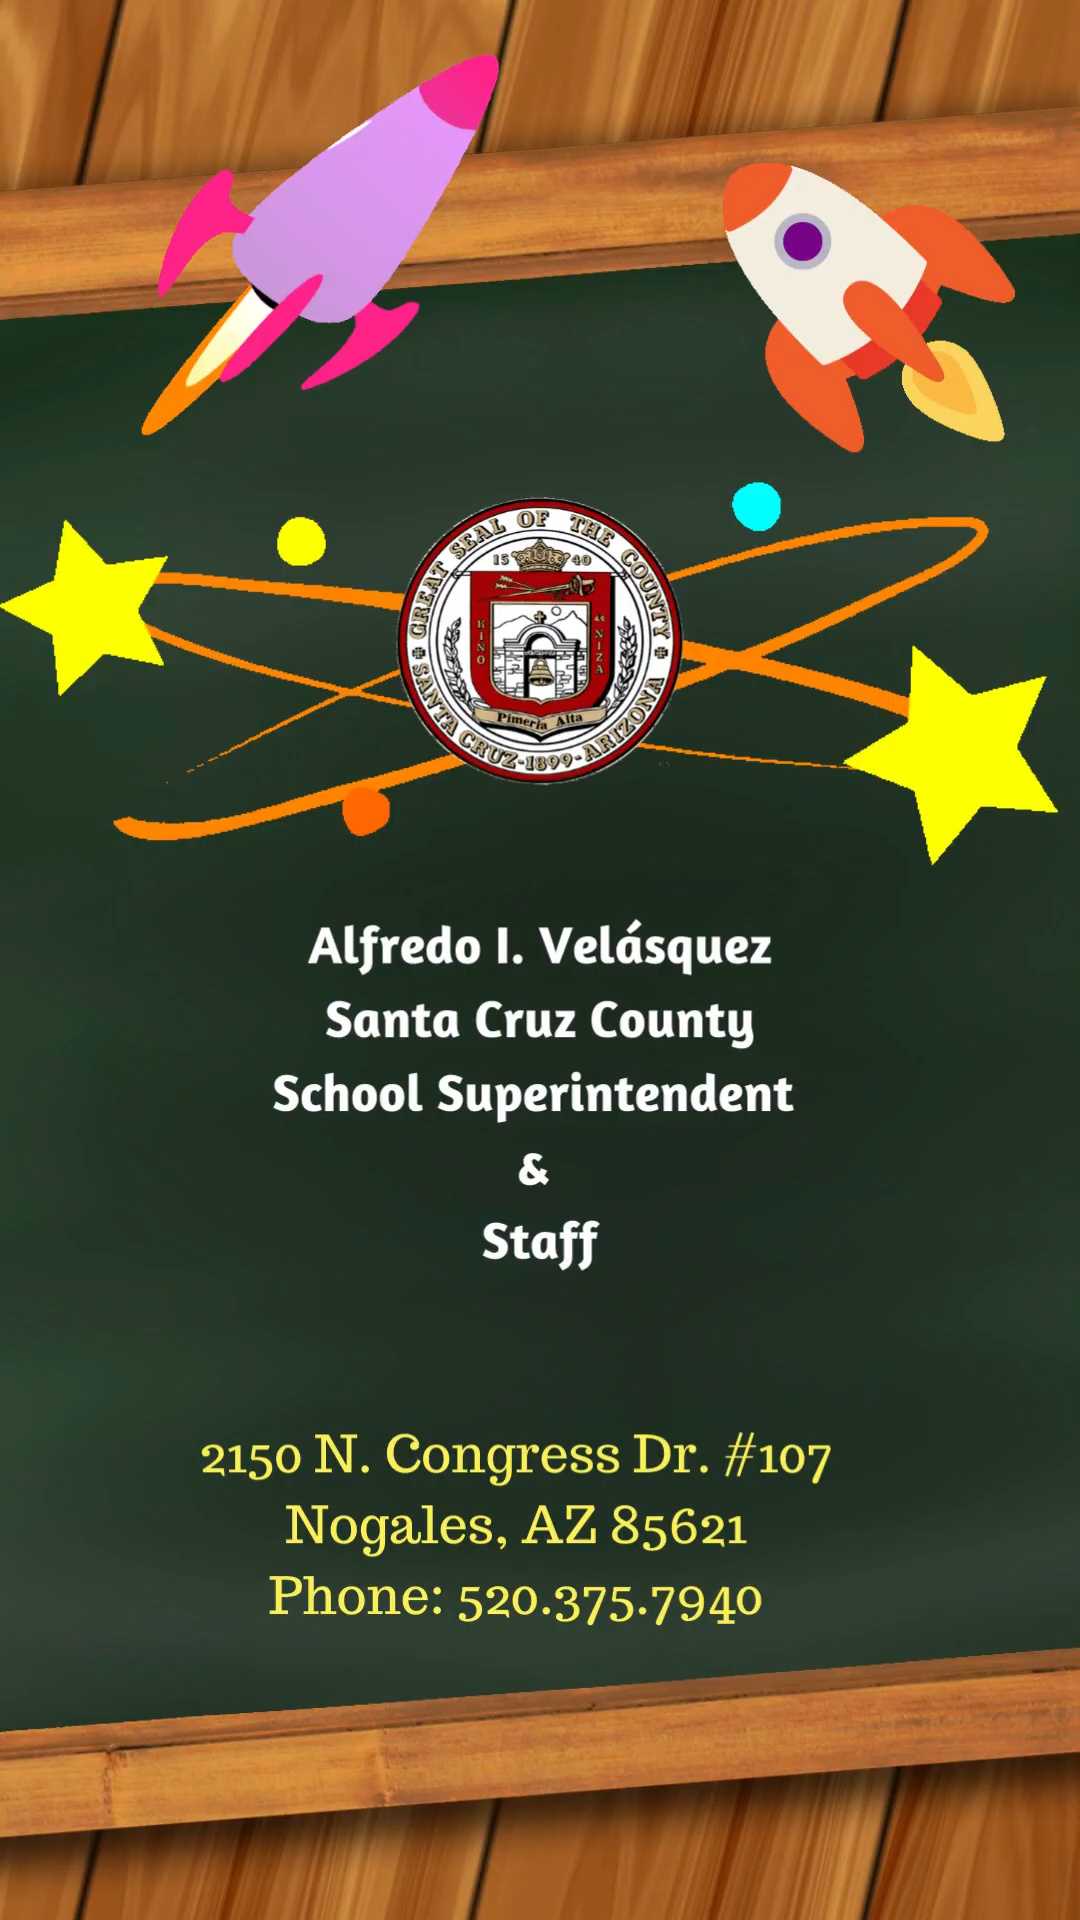 GREAT SEAL OF THE COUNTY
15 40
KINO
de NIZA
Pimeria Alta
SANTA CRUZ-1899-ARIZONA
Alfredo I. Velásquez
Santa Cruz County
School Superintendent
&
Staff
2150 N. Congress Dr. #107
Nogales, AZ 85621
Phone: 520.375.7940